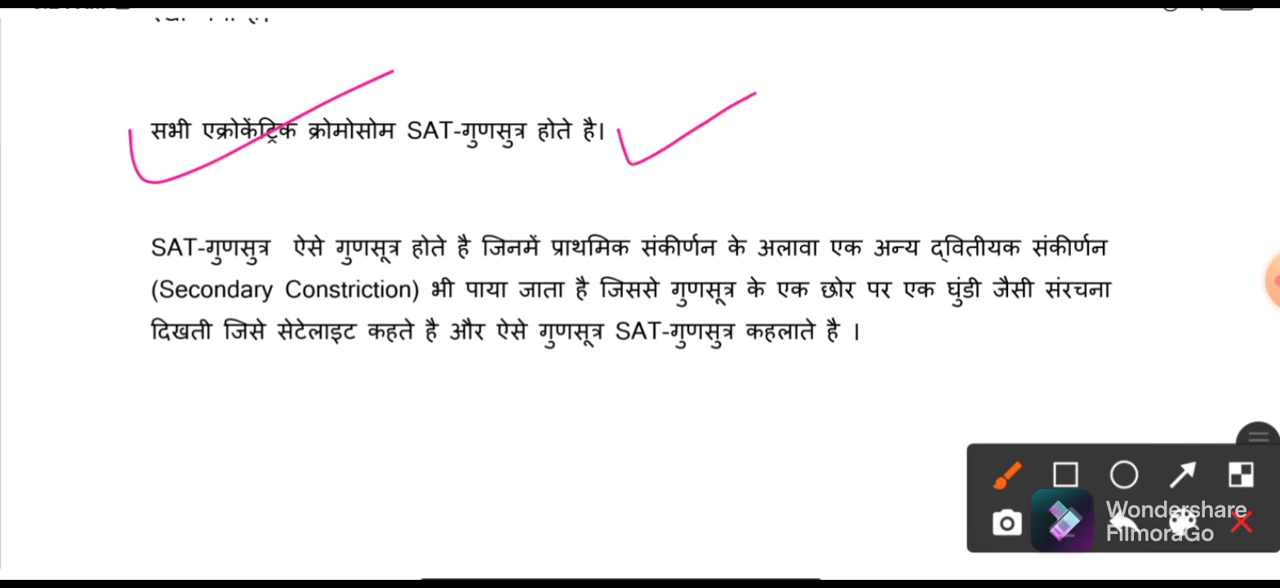 सभी एक्रोकेंट्रिक क्रोमोसोम SAT-गुणसुत्र होते है।
SAT-गुणसुत्र ऐसे गुणसूत्र होते है जिनमें प्राथमिक संकीर्णन के अलावा एक अन्य द्वितीयक संकीर्णन
(Secondary Constriction) भी पाया जाता है जिससे गुणसूत्र के एक छोर पर एक घुंडी जैसी संरचना
दिखती जिसे सेटेलाइट कहते है और ऐसे गुणसूत्र SAT-गुणसुत्र कहलाते है ।
Wondershare
FilmoraGo